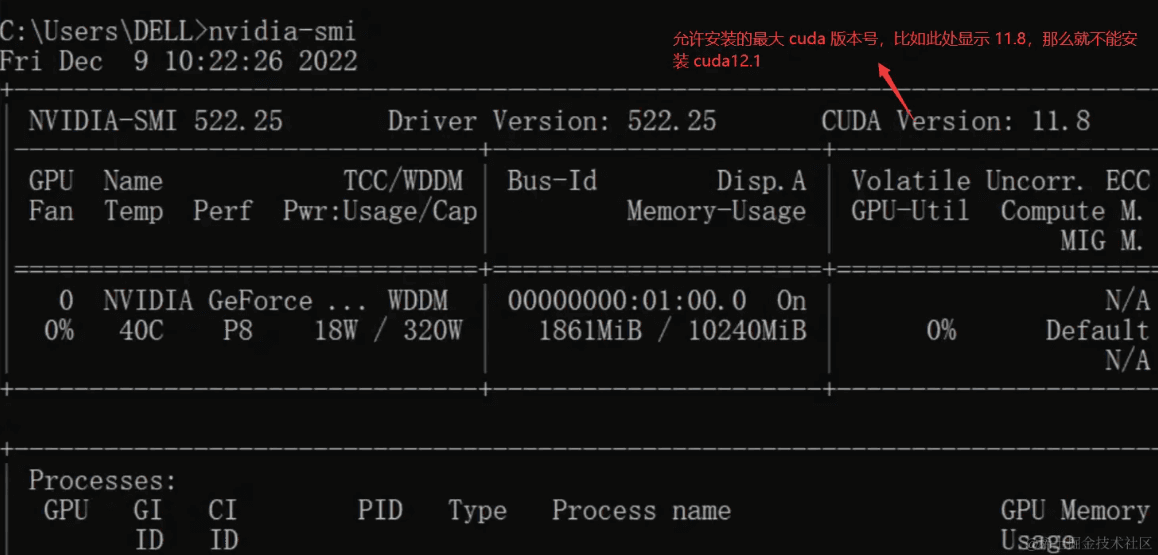 C:\Users\DELL>nvidia-smi
允许安装的最大 cuda 版本号，比如此处显示 11.8，那么就不能安
装 cuda12.1
Fri Dec  9 10:22:26 2022
NVIDIA-SMI 522.25 Driver Version: 522.25 CUDA Version: 11.8
GPU Name TCC/WDDM Bus-Id Disp.A Volatile Uncorr. ECC
Fan Temp Perf Pwr:Usage/Cap Memory-Usage GPU-Util Compute M.
MIG M.
0 NVIDIA GeForce ... WDDM 00000000:01:00.0 On N/A
0% 40C P8 18W / 320W 1861MiB / 10240MiB 0% Default
N/A
Processes:
GPU GI CI PID Type Process name GPU Memory
ID ID Usage
掘金技术社区